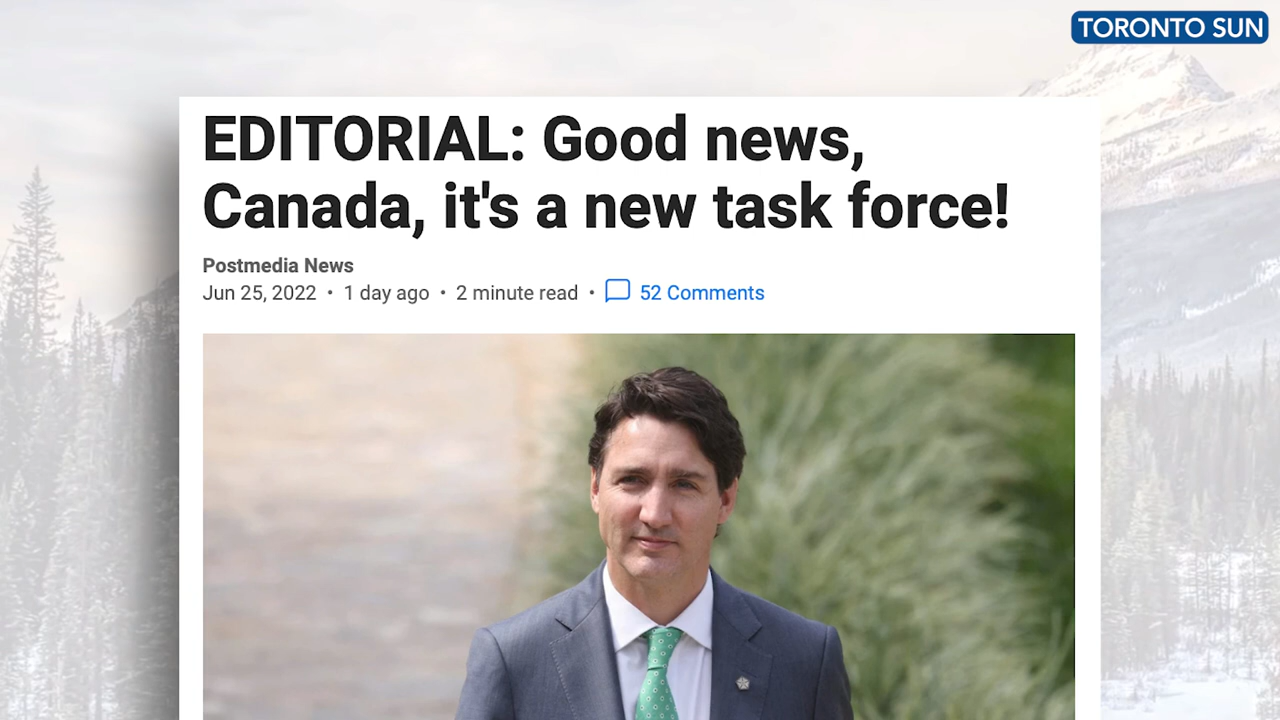 TORONTO SUN
EDITORIAL: Good news,
Canada, it's a new task force!
Postmedia News
Jun 25, 2022 • 1 day ago • 2 minute read • 52 Comments